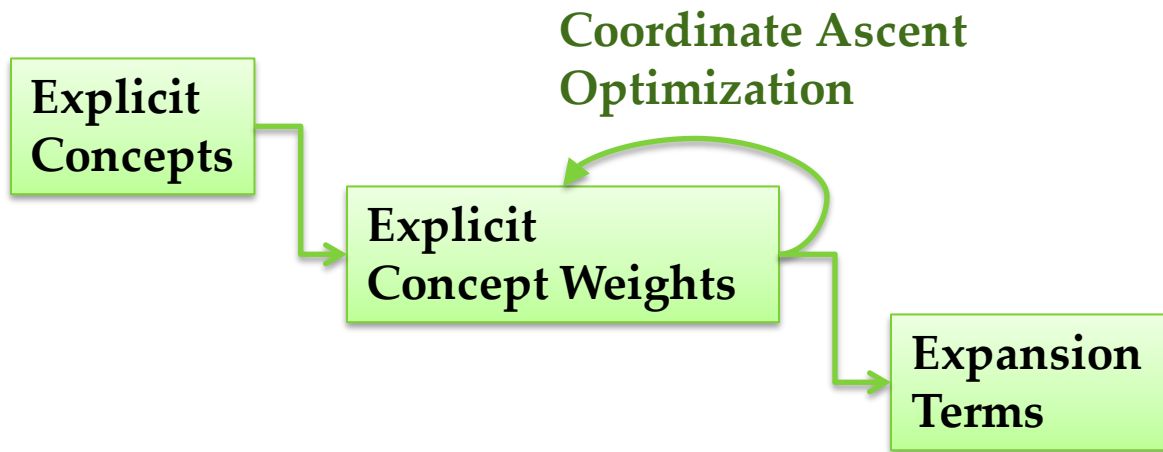 Coordinate Ascent
Optimization
Explicit
Concepts
Explicit
Concept Weights
Expansion
Terms